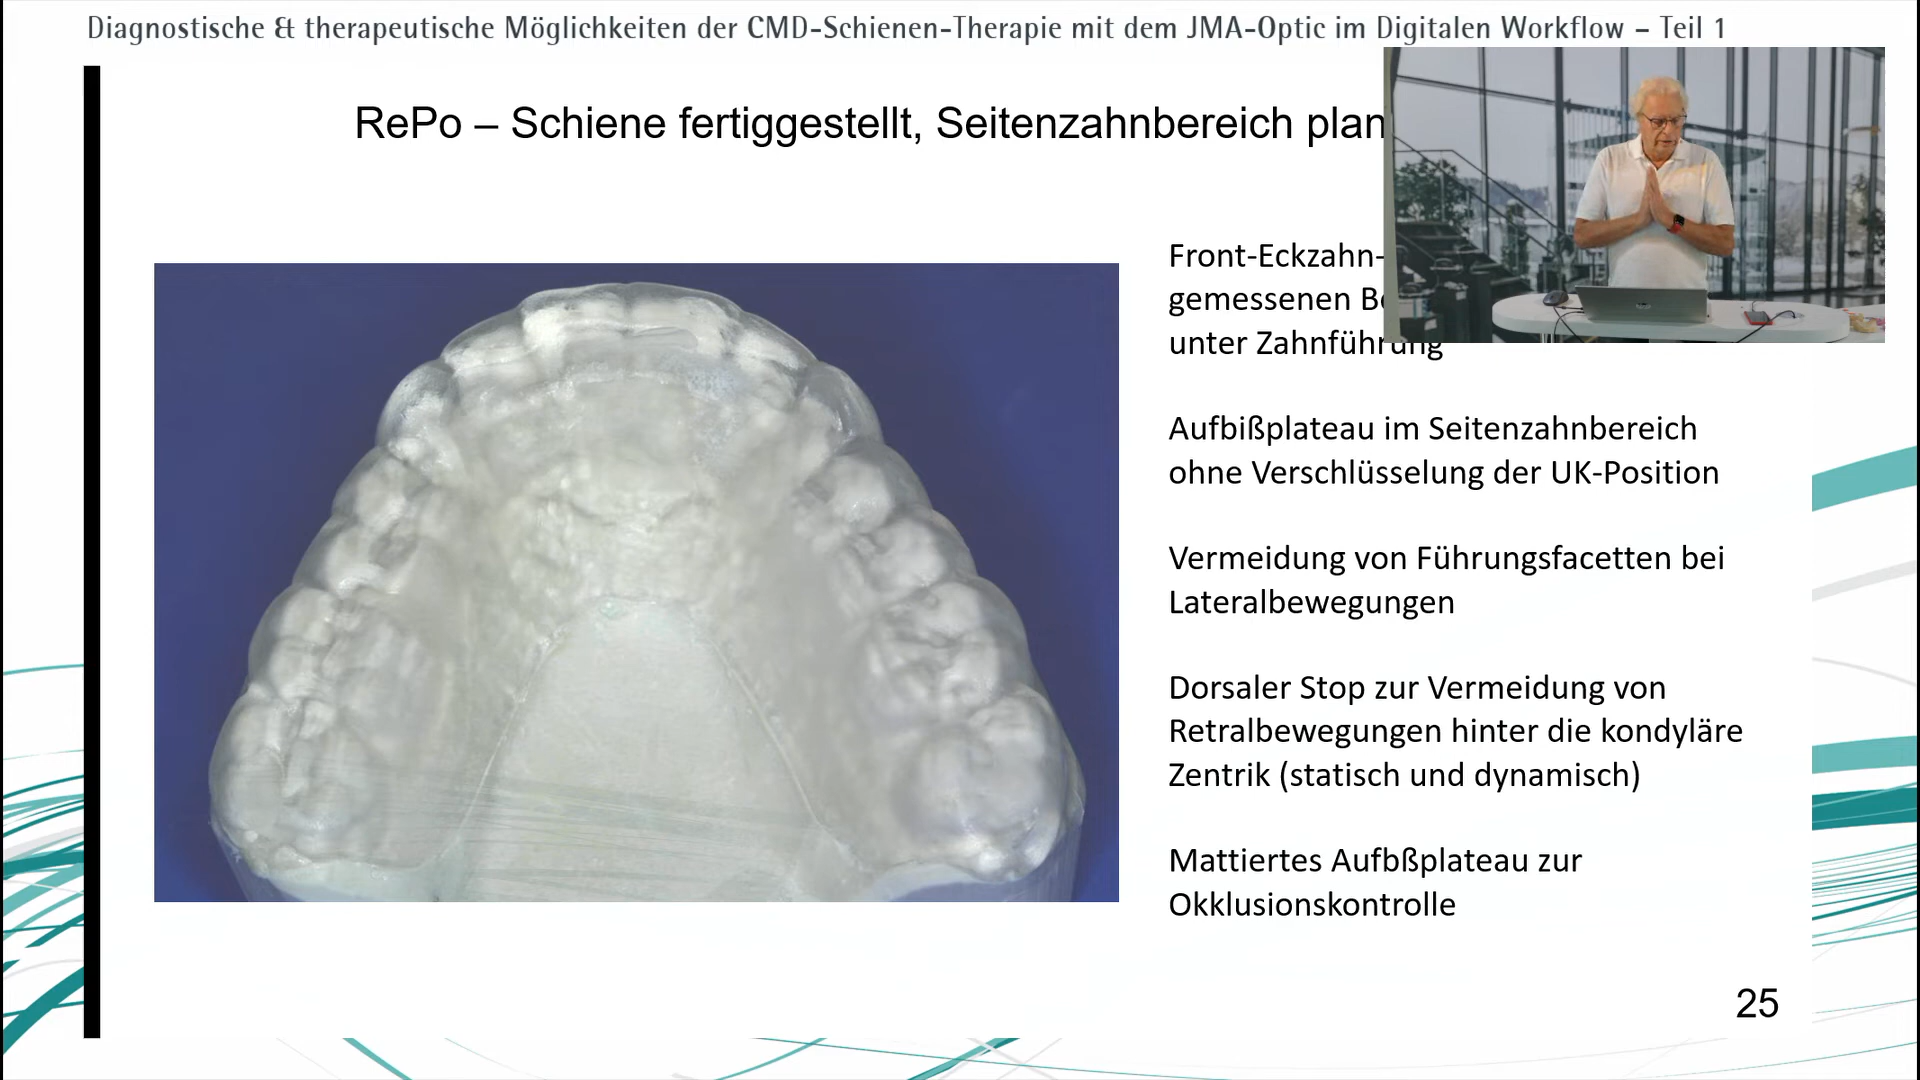 Diagnostische & therapeutische Möglichkeiten der CMD-Schienen-Therapie mit dem JMA-Optic im Digitalen Workflow – Teil 1
RePo – Schiene fertiggestellt, Seitenzahnbereich plan
Front-Eckzahn-
gemessenen
unter Zahnführung
Aufbißplateau im Seitenzahnbereich
ohne Verschlüsselung der UK-Position
Vermeidung von Führungsfacetten bei
Lateralbewegungen
Dorsaler Stop zur Vermeidung von
Retralbewegungen hinter die kondyläre
Zentrik (statisch und dynamisch)
Mattiertes Aufbßplateau zur
Okklusionskontrolle
25